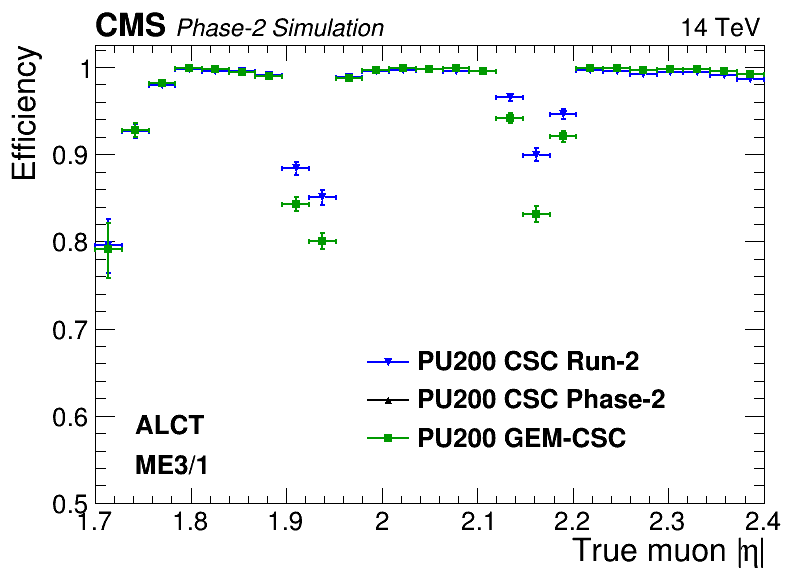 CMS Phase-2 Simulation 14 TeV
Efficiency
1
0.9
0.8
0.7
0.6
0.5
PU200 CSC Run-2
PU200 CSC Phase-2
PU200 GEM-CSC
ALCT
ME3/1
1.7 1.8 1.9 2 2.1 2.2 2.3 2.4
True muon |η|